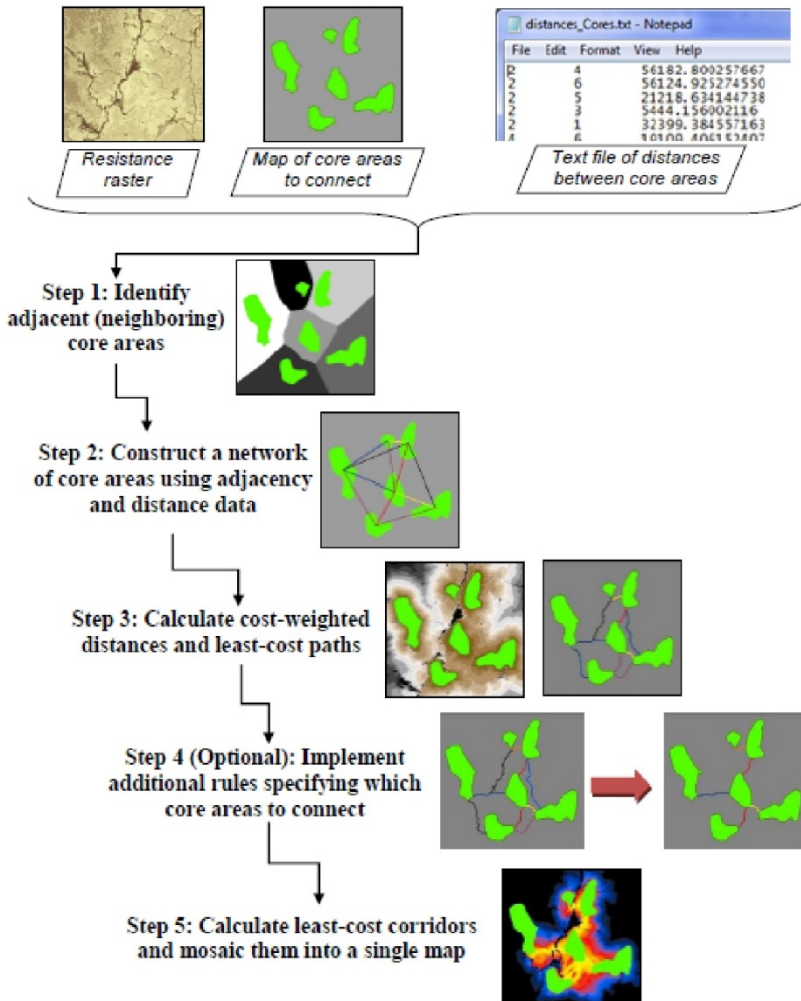 distances_Cores.txt - Notepad
File Edit Format View Help
2 4 56182.800257667
2 6 56124.925274550
2 5 21218.634144738
2 3 5444.156002116
2 1 32399.384557163
Resistance
raster
Map of core areas
to connect
Text file of distances
between core areas
Step 1: Identify
adjacent (neighboring)
core areas
Step 2: Construct a network
of core areas using adjacency
and distance data
Step 3: Calculate cost-weighted
distances and least-cost paths
Step 4 (Optional): Implement
additional rules specifying which
core areas to connect
Step 5: Calculate least-cost corridors
and mosaic them into a single map